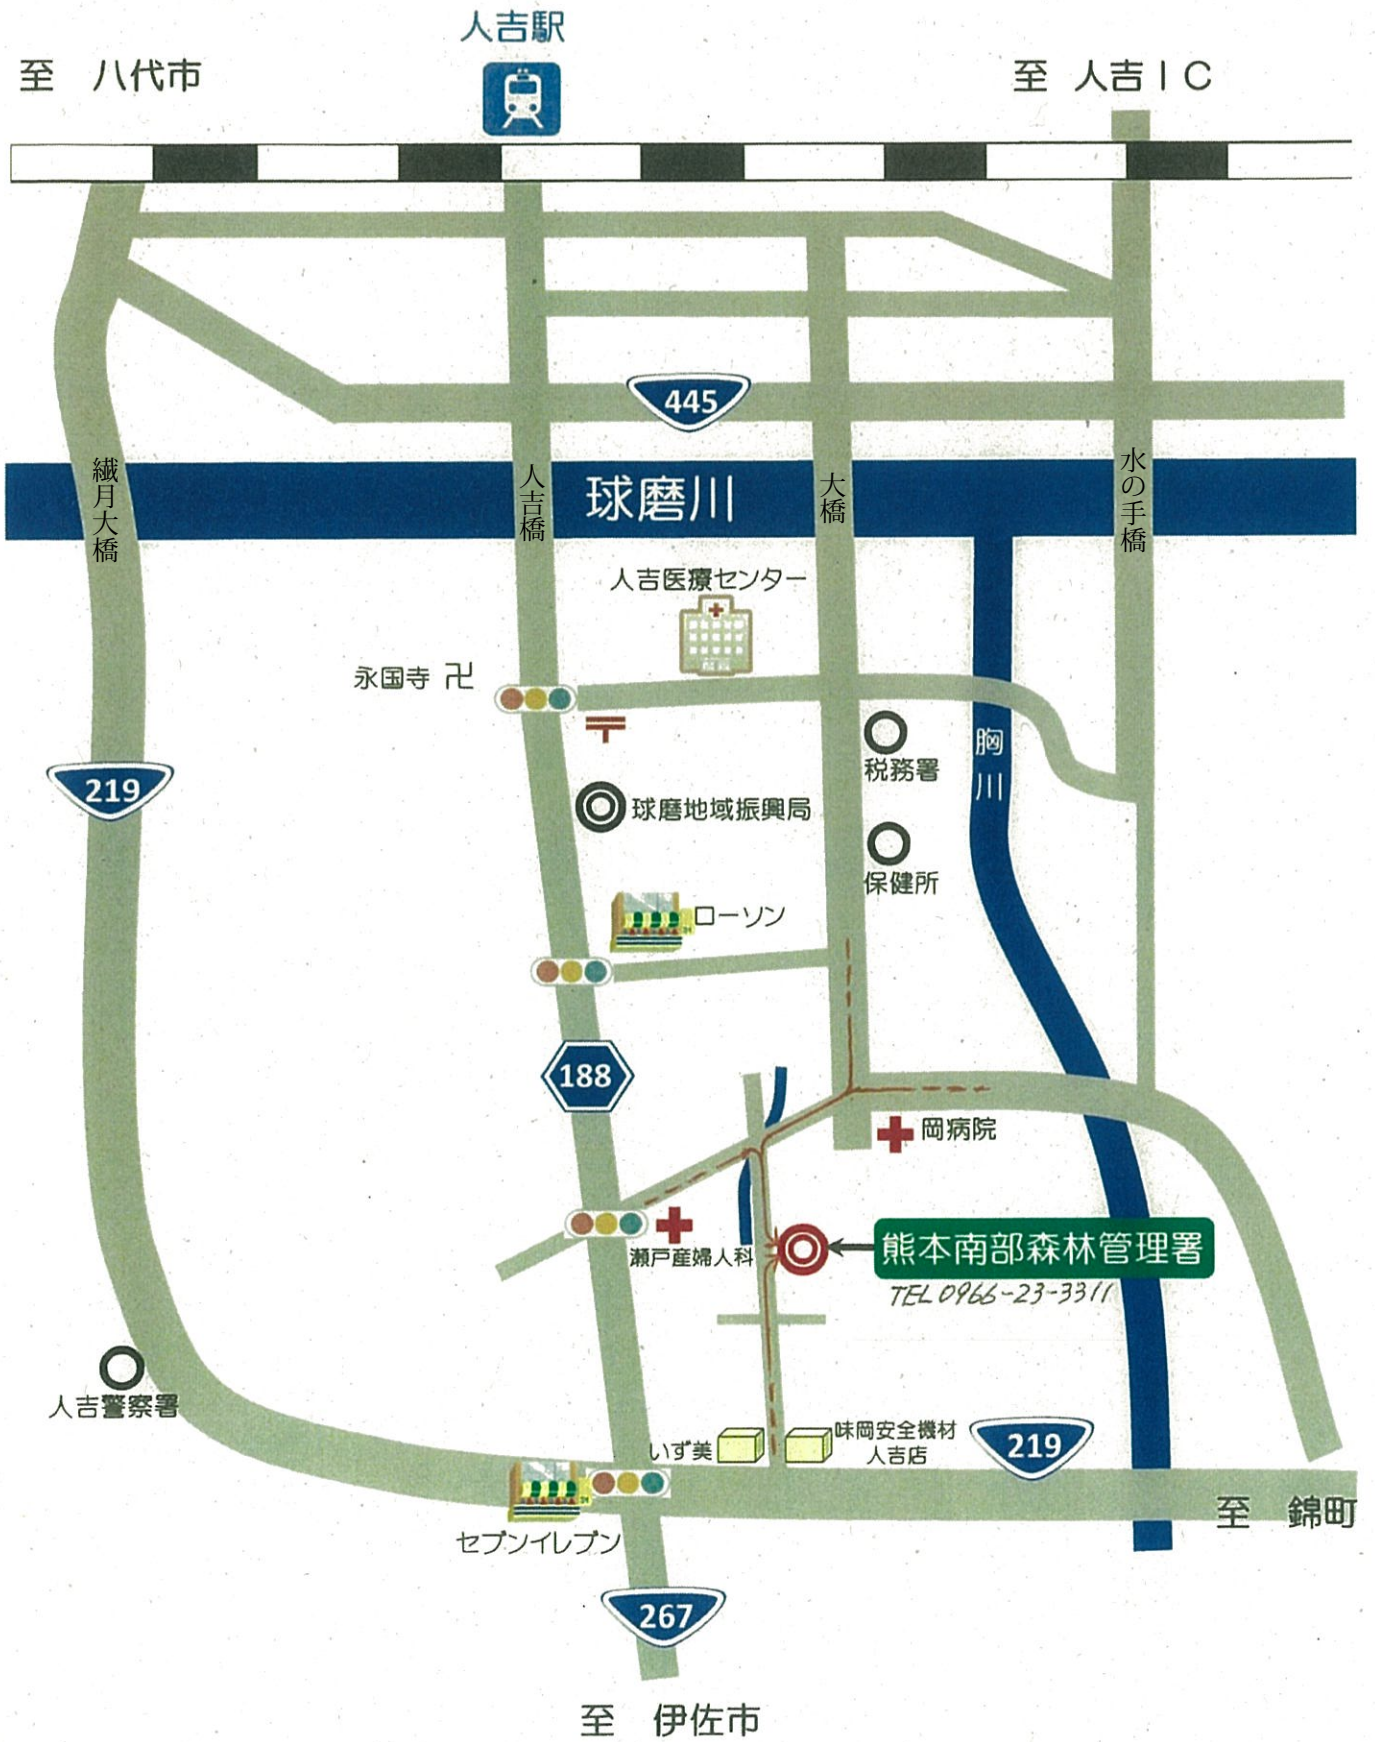 人吉駅
至 八代市
至 人吉IC
445
繊月大橋
人吉橋
球磨川
大橋
水の手橋
人吉医療センター
永国寺 卍
〒
219
税務署
胸川
球磨地域振興局
保健所
ローソン
188
岡病院
瀬戸産婦人科
熊本南部森林管理署
TEL 0966-23-3311
人吉警察署
いず美
味岡安全機材
人吉店
219
至 錦町
セブンイレブン
267
至 伊佐市